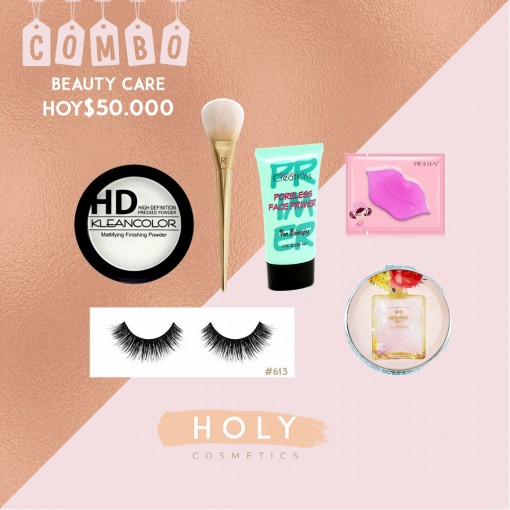 COMBO
BEAUTY CARE
HOY $50.000
HD
HIGH DEFINITION
PRESSED POWDER
KLEANCOLOR
Mattifying Finishing Powder
PRIMER
PORELESS
FACE PRIMER
#613
HOLY
COSMETICS